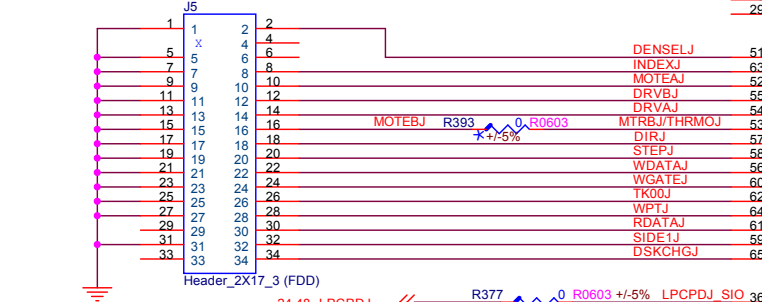 J5
29
1 1 2 2
X 4 4
5 5 6 6 DENSELJ 51
7 7 8 8 INDEXJ 63
9 9 10 10 MOTEAJ 52
11 11 12 12 DRVBJ 55
13 13 14 14 DRVAJ 54
15 15 16 16 MOTEBJ R393 0 R0603 MTRBJ/THRMOJ 53
+/-5%
17 17 18 18 DIRJ 57
19 19 20 20 STEPJ 58
21 21 22 22 WDATAJ 56
23 23 24 24 WGATEJ 60
25 25 26 26 TK00J 62
27 27 28 28 WPTJ 64
29 29 30 30 RDATAJ 61
31 31 32 32 SIDE1J 59
33 33 34 34 DSKCHGJ 65
Header_2X17_3 (FDD)
R377 0 R0603 +/-5% LPCPDJ_SIO 36